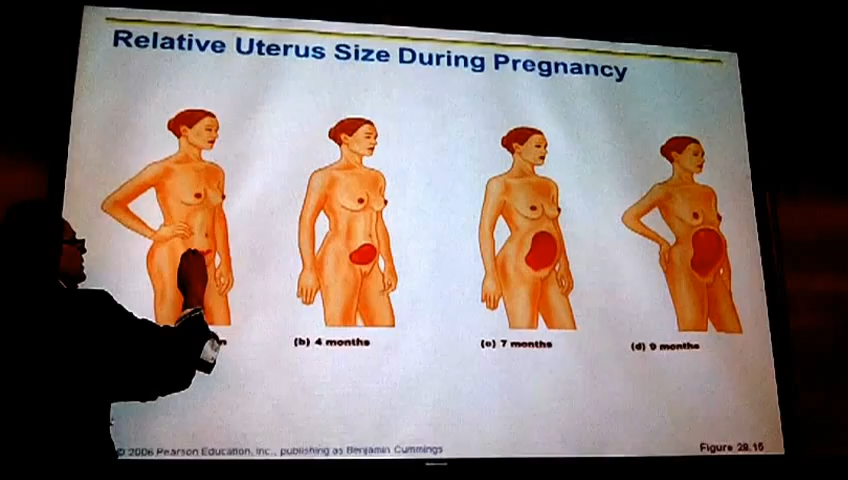 Relative Uterus Size During Pregnancy
(b) 4 months
(c) 7 months
(d) 9 months
© 2006 Pearson Education, Inc., publishing as Benjamin Cummings
Figure 28.15